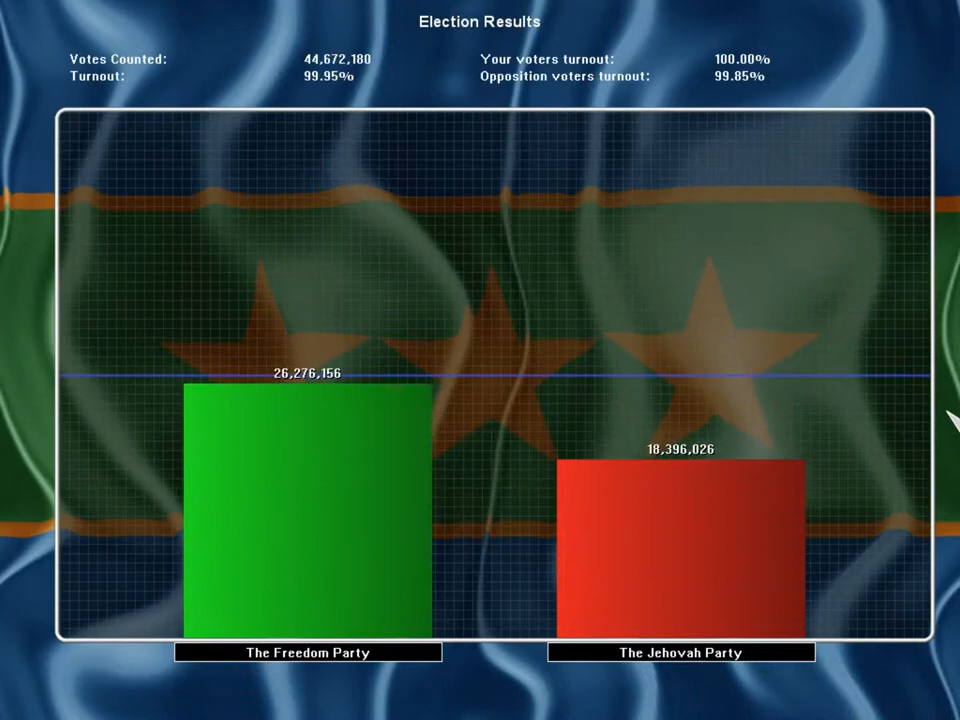 Election Results
Votes Counted: 44,672,180 Your voters turnout: 100.00%
Turnout: 99.95% Opposition voters turnout: 99.85%
26,276,156
18,396,026
The Freedom Party The Jehovah Party